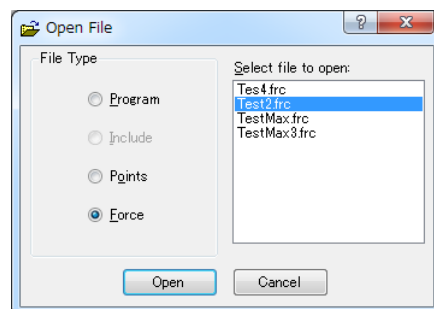 Open File
?
x
File Type
Program
Include
Points
Force
Select file to open:
Tes4.frc
Test2.frc
TestMax.frc
TestMax3.frc
Open
Cancel